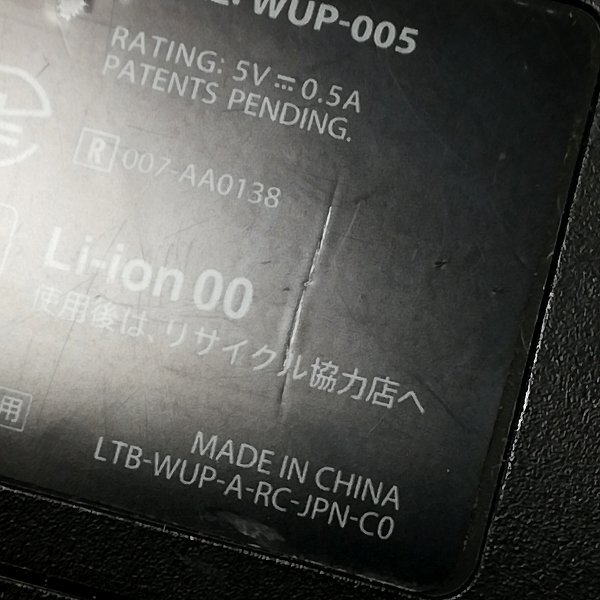 WUP-005
RATING: 5V⎓0.5A
PATENTS PENDING.
R 007-AA0138
Li-ion 00
使用後は、リサイクル協力店へ
用
MADE IN CHINA
LTB-WUP-A-RC-JPN-C0